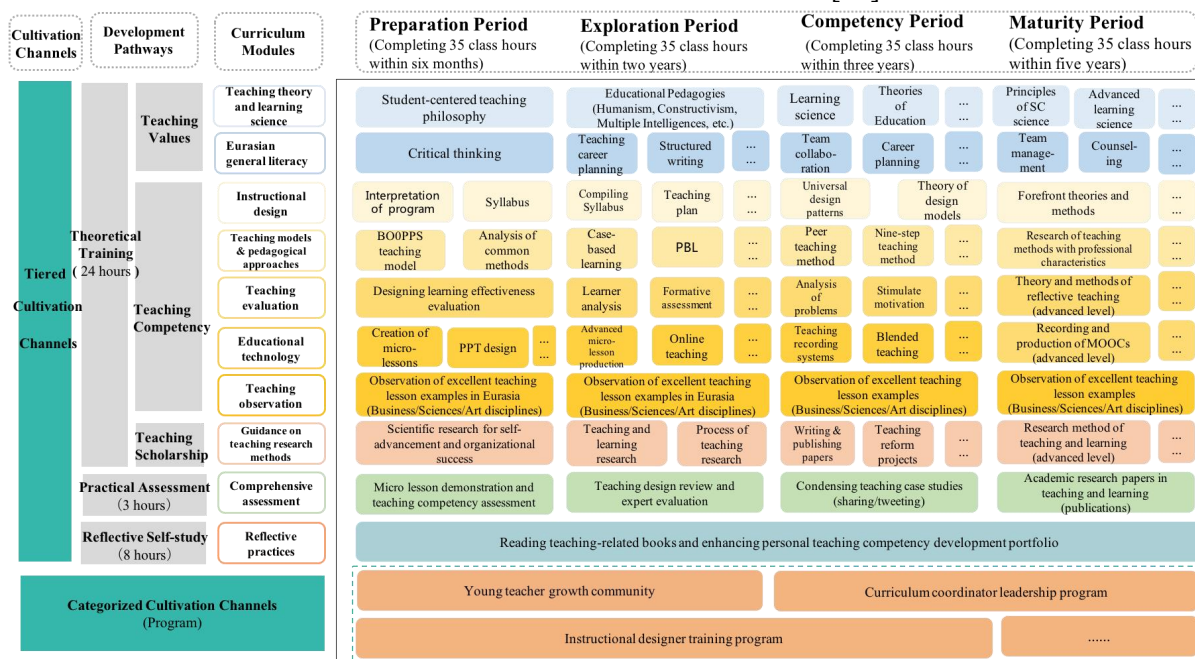 Cultivation
Channels
Development
Pathways
Curriculum
Modules
Preparation Period
(Completing 35 class hours
within six months)
Exploration Period
(Completing 35 class hours
within two years)
Competency Period
(Completing 35 class hours
within three years)
Maturity Period
(Completing 35 class hours
within five years)
Tiered
Cultivation
Channels
Theoretical
Training
( 24 hours )
Teaching
Values
Teaching theory
and learning
science
Student-centered teaching
philosophy
Educational Pedagogies
(Humanism, Constructivism,
Multiple Intelligences, etc.)
Learning
science
Theories
of
Education
...
...
Principles
of SC
science
Advanced
learning
science
...
...
Eurasian
general literacy
Critical thinking
Teaching
career
planning
Structured
writing
...
...
Team
collabo-
ration
Career
planning
...
...
Team
manage-
ment
Counsel-
ing
...
...
Teaching
Competency
Instructional
design
Interpretation
of program
Syllabus
Compiling
Syllabus
Teaching
plan
...
...
Universal
design
patterns
Theory of
design
models
Forefront theories and
methods
...
...
Teaching models
& pedagogical
approaches
BO0PPS
teaching
model
Analysis of
common
methods
Case-
based
learning
PBL
...
...
Peer
teaching
method
Nine-step
teaching
method
...
...
Research of teaching
methods with professional
characteristics
...
...
Teaching
evaluation
Designing learning effectiveness
evaluation
Learner
analysis
Formative
assessment
...
...
Analysis
of
problems
Stimulate
motivation
...
...
Theory and methods of
reflective teaching
(advanced level)
...
...
Educational
technology
Creation of
micro-
lessons
PPT design
...
...
Advanced
micro-
lesson
production
Online
teaching
...
...
Teaching
recording
systems
Blended
teaching
...
...
Recording and
production of MOOCs
(advanced level)
...
...
Teaching
observation
Observation of excellent teaching
lesson examples in Eurasia
(Business/Sciences/Art disciplines)
Observation of excellent teaching
lesson examples in Eurasia
(Business/Sciences/Art disciplines)
Observation of excellent teaching
lesson examples
(Business/Sciences/Art disciplines)
Observation of excellent teaching
lesson examples
(Business/Sciences/Art disciplines)
Teaching
Scholarship
Guidance on
teaching research
methods
Scientific research for self-
advancement and organizational
success
Teaching and
learning
research
Process of
teaching
research
Writing &
publishing
papers
Teaching
reform
projects
...
...
Research method of
teaching and learning
(advanced level)
...
...
Practical Assessment
(3 hours)
Comprehensive
assessment
Micro lesson demonstration and
teaching competency assessment
Teaching design review and
expert evaluation
Condensing teaching case studies
(sharing/tweeting)
Academic research papers in
teaching and learning
(publications)
Reflective Self-study
(8 hours)
Reflective
practices
Reading teaching-related books and enhancing personal teaching competency development portfolio
Categorized Cultivation Channels
(Program)
Young teacher growth community
Curriculum coordinator leadership program
Instructional designer training program
......